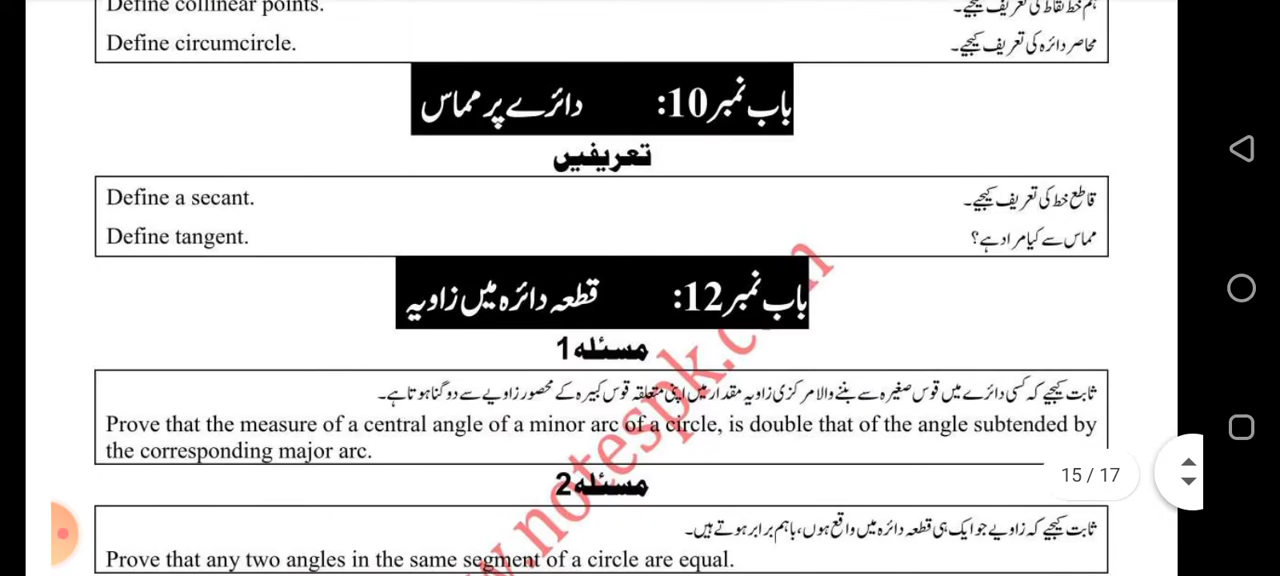 Define collinear points. ہم خط نقاط کی تعریف کیجیے۔
Define circumcircle. محاصر دائرہ کی تعریف کیجیے۔
باب نمبر 10: دائرے پر مماس
تعریفیں
Define a secant. قاطع خط کی تعریف کیجیے۔
Define tangent. مماس سے کیا مراد ہے؟
باب نمبر 12: قطعہ دائرہ میں زاویہ
مسئلہ 1
ثابت کیجیے کہ کسی دائرے میں قوس صغیرہ سے بننے والا مرکزی زاویہ مقدار میں اپنی متعلقہ قوس کبیرہ کے محصور زاویے سے دوگنا ہوتا ہے۔
Prove that the measure of a central angle of a minor arc of a circle, is double that of the angle subtended by
the corresponding major arc.
15 / 17
مسئلہ 2
ثابت کیجیے کہ زاویے جو ایک ہی قطعہ دائرہ میں واقع ہوں، باہم برابر ہوتے ہیں۔
Prove that any two angles in the same segment of a circle are equal.
w.notespk.c m